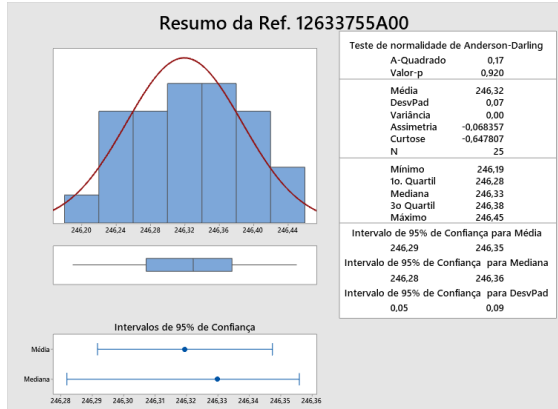 Resumo da Ref. 12633755A00
246,20 246,24 246,28 246,32 246,36 246,40 246,44
Intervalos de 95% de Confiança
Média
Mediana
246,28 246,29 246,30 246,31 246,32 246,33 246,34 246,35 246,36
Teste de normalidade de Anderson-Darling
A-Quadrado 0,17
Valor-p 0,920
Média 246,32
DesvPad 0,07
Variância 0,00
Assimetria -0,068357
Curtose -0,647807
N 25
Mínimo 246,19
1o. Quartil 246,28
Mediana 246,33
3o Quartil 246,38
Máximo 246,45
Intervalo de 95% de Confiança para Média
246,29 246,35
Intervalo de 95% de Confiança para Mediana
246,28 246,36
Intervalo de 95% de Confiança para DesvPad
0,05 0,09